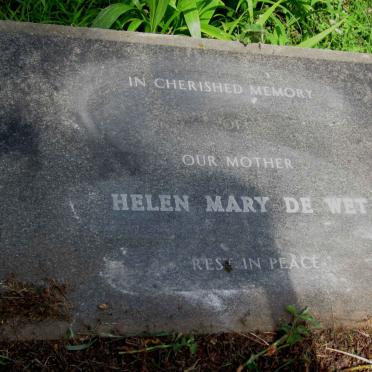 IN CHERISHED MEMORY
OF
OUR MOTHER
HELEN MARY DE WET
REST IN PEACE